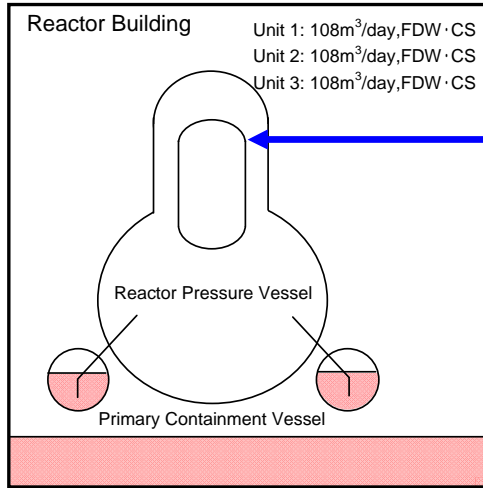 Reactor Building
Unit 1: 108m³/day,FDW·CS
Unit 2: 108m³/day,FDW·CS
Unit 3: 108m³/day,FDW·CS
Reactor Pressure Vessel
Primary Containment Vessel